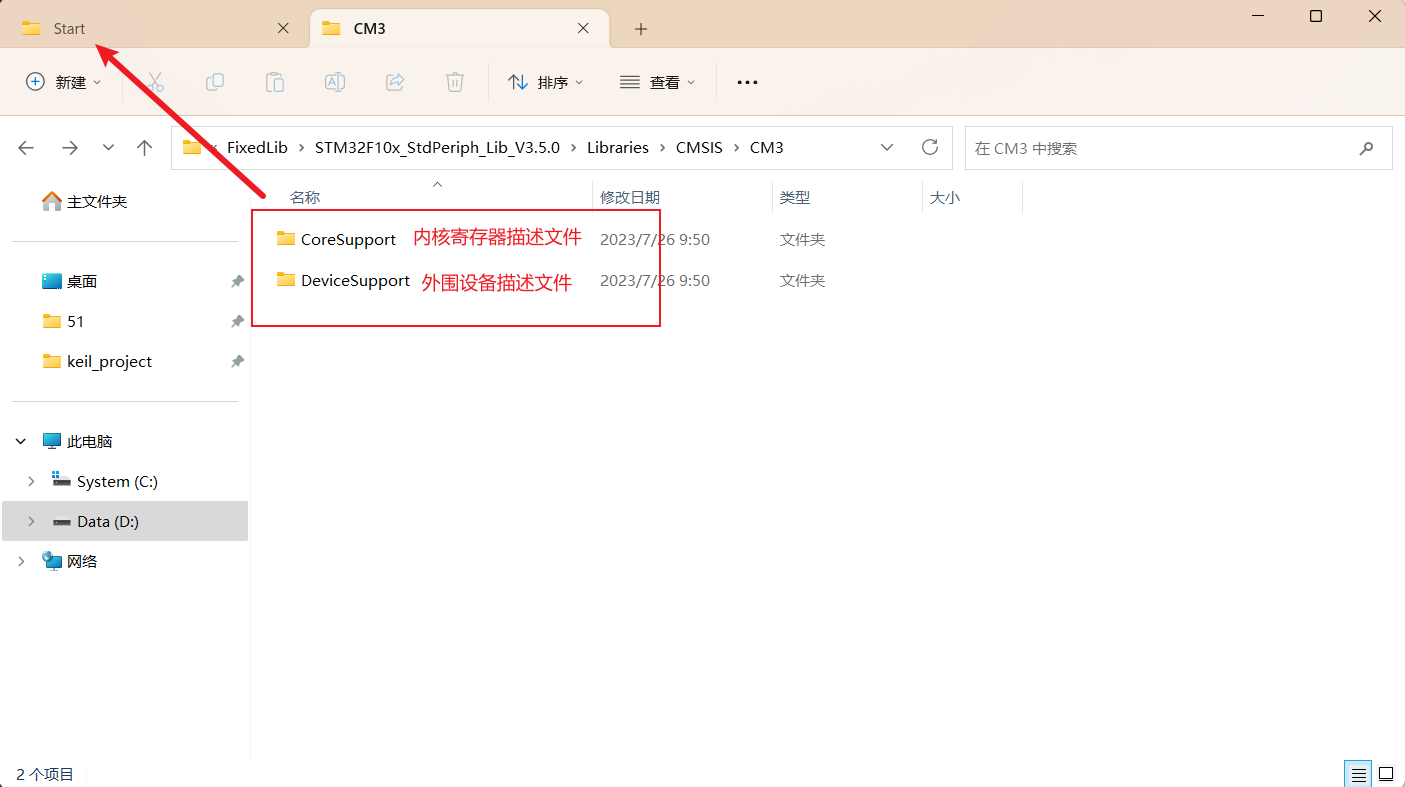 Start
CM3
新建
排序
查看
FixedLib
STM32F10x_StdPeriph_Lib_V3.5.0
Libraries
CMSIS
CM3
在 CM3 中搜索
主文件夹
桌面
51
keil_project
此电脑
System (C:)
Data (D:)
网络
名称 修改日期 类型 大小
CoreSupport 内核寄存器描述文件 2023/7/26 9:50 文件夹
DeviceSupport 外围设备描述文件 2023/7/26 9:50 文件夹
2 个项目